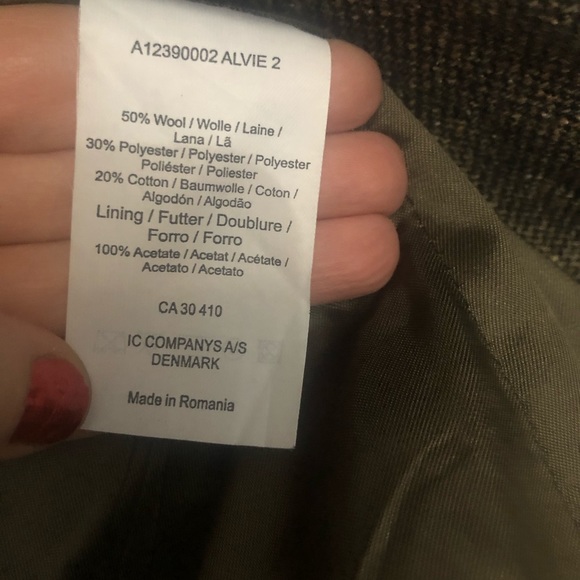 A12390002 ALVIE 2
50% Wool / Wolle / Laine /
Lana / Lã
30% Polyester / Polyester / Polyester
Poliéster / Poliester
20% Cotton / Baumwolle / Coton /
Algodón / Algodão
Lining / Futter / Doublure /
Forro / Forro
100% Acetate / Acetat / Acétate /
Acetato / Acetato
CA 30 410
IC COMPANYS A/S
DENMARK
Made in Romania